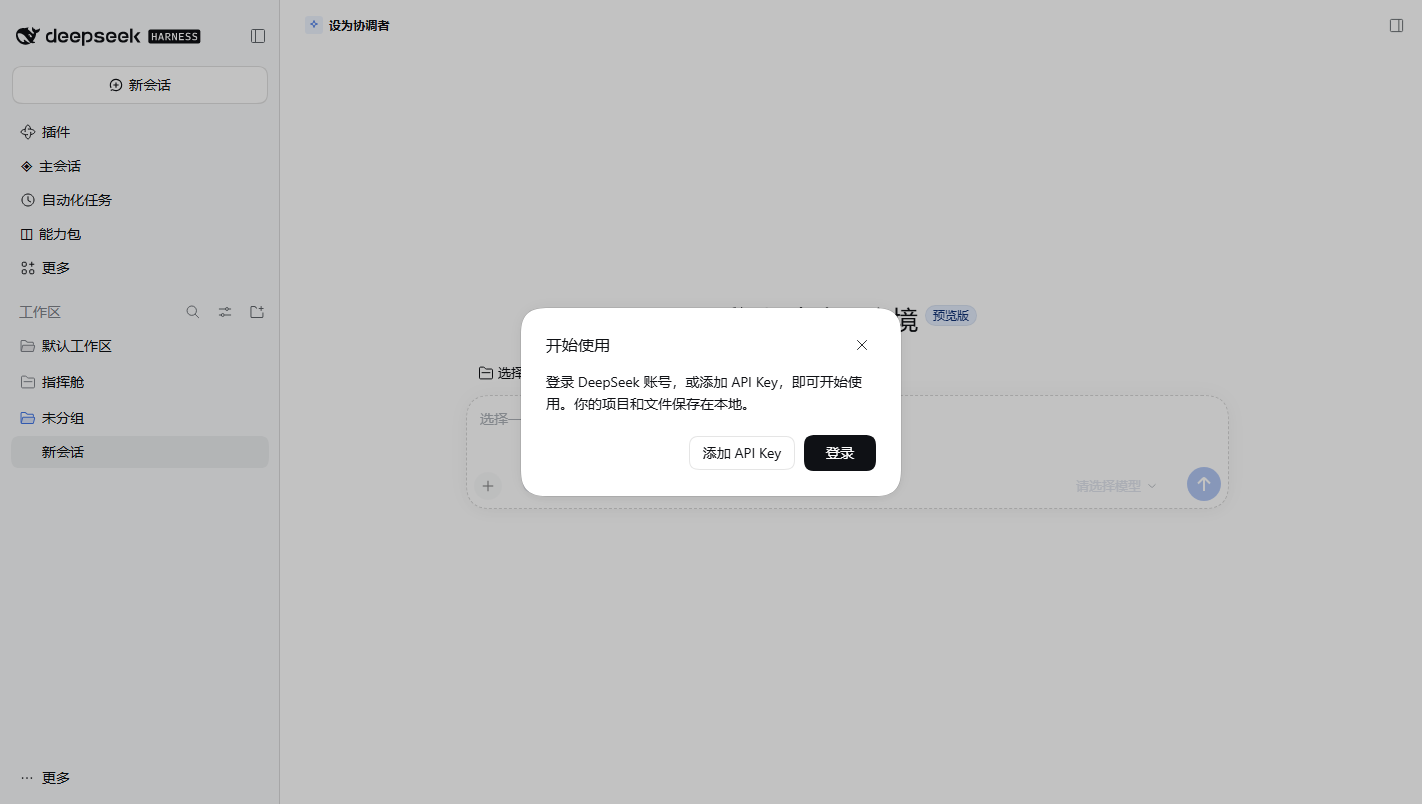 deepseek HARNESS
设为协调者
新会话
插件
主会话
自动化任务
能力包
更多
工作区
默认工作区
指挥舱
未分组
新会话
更多
境 预览版
选择
选择一
请选择模型
开始使用
登录 DeepSeek 账号，或添加 API Key，即可开始使
用。你的项目和文件保存在本地。
添加 API Key
登录